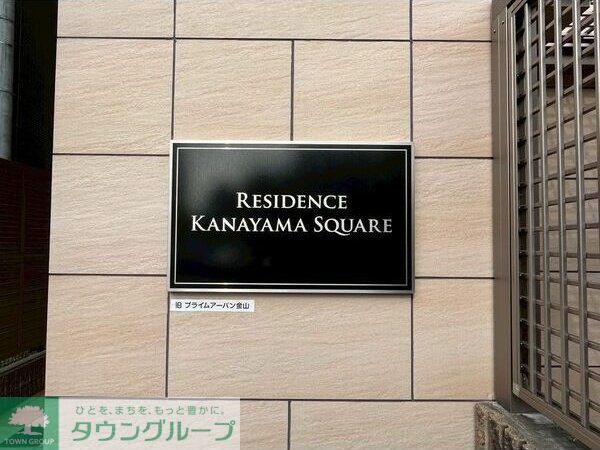 RESIDENCE
KANAYAMA SQUARE
旧 プライムアーバン金山
ひとを、まちを、もっと豊かに。
タウングループ
TOWN GROUP